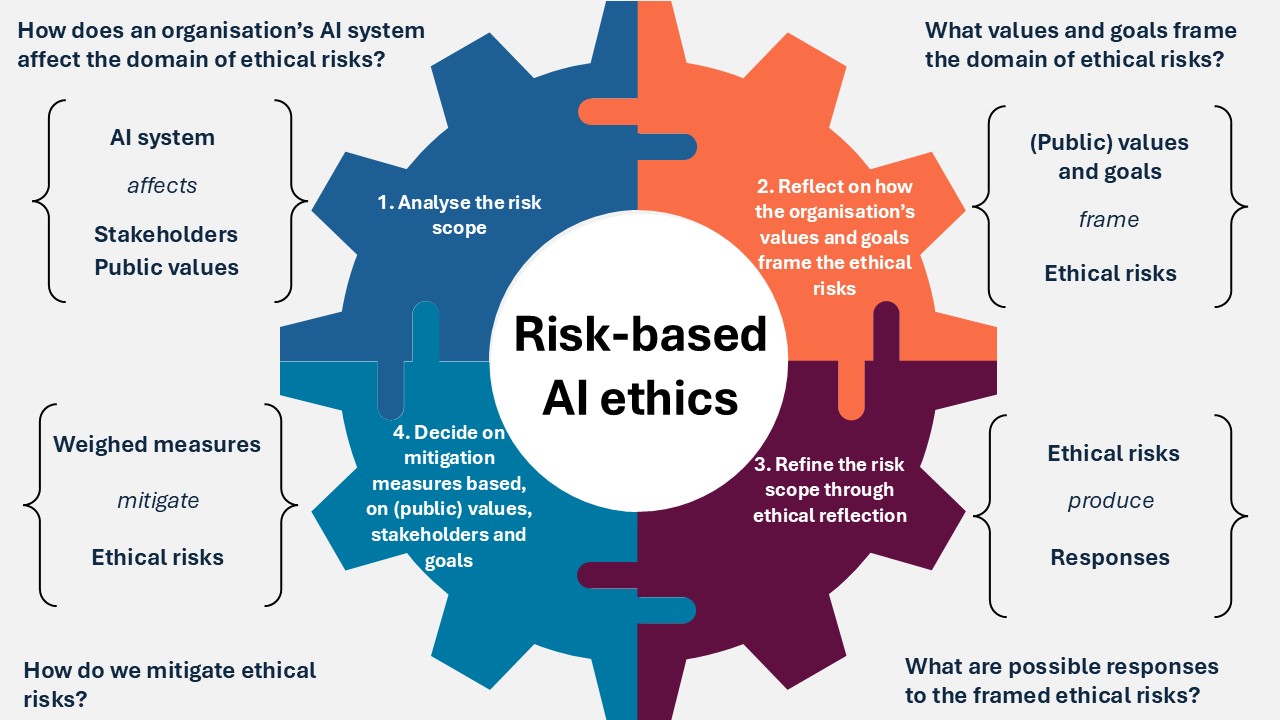 How does an organisation’s AI system
affect the domain of ethical risks?
AI system
affects
Stakeholders
Public values
1. Analyse the risk
scope
What values and goals frame
the domain of ethical risks?
(Public) values
and goals
frame
Ethical risks
2. Reflect on how
the organisation’s
values and goals
frame the ethical
risks
Risk-based
AI ethics
3. Refine the risk
scope through
ethical reflection
Ethical risks
produce
Responses
What are possible responses
to the framed ethical risks?
4. Decide on
mitigation
measures based,
on (public) values,
stakeholders and
goals
Weighed measures
mitigate
Ethical risks
How do we mitigate ethical
risks?